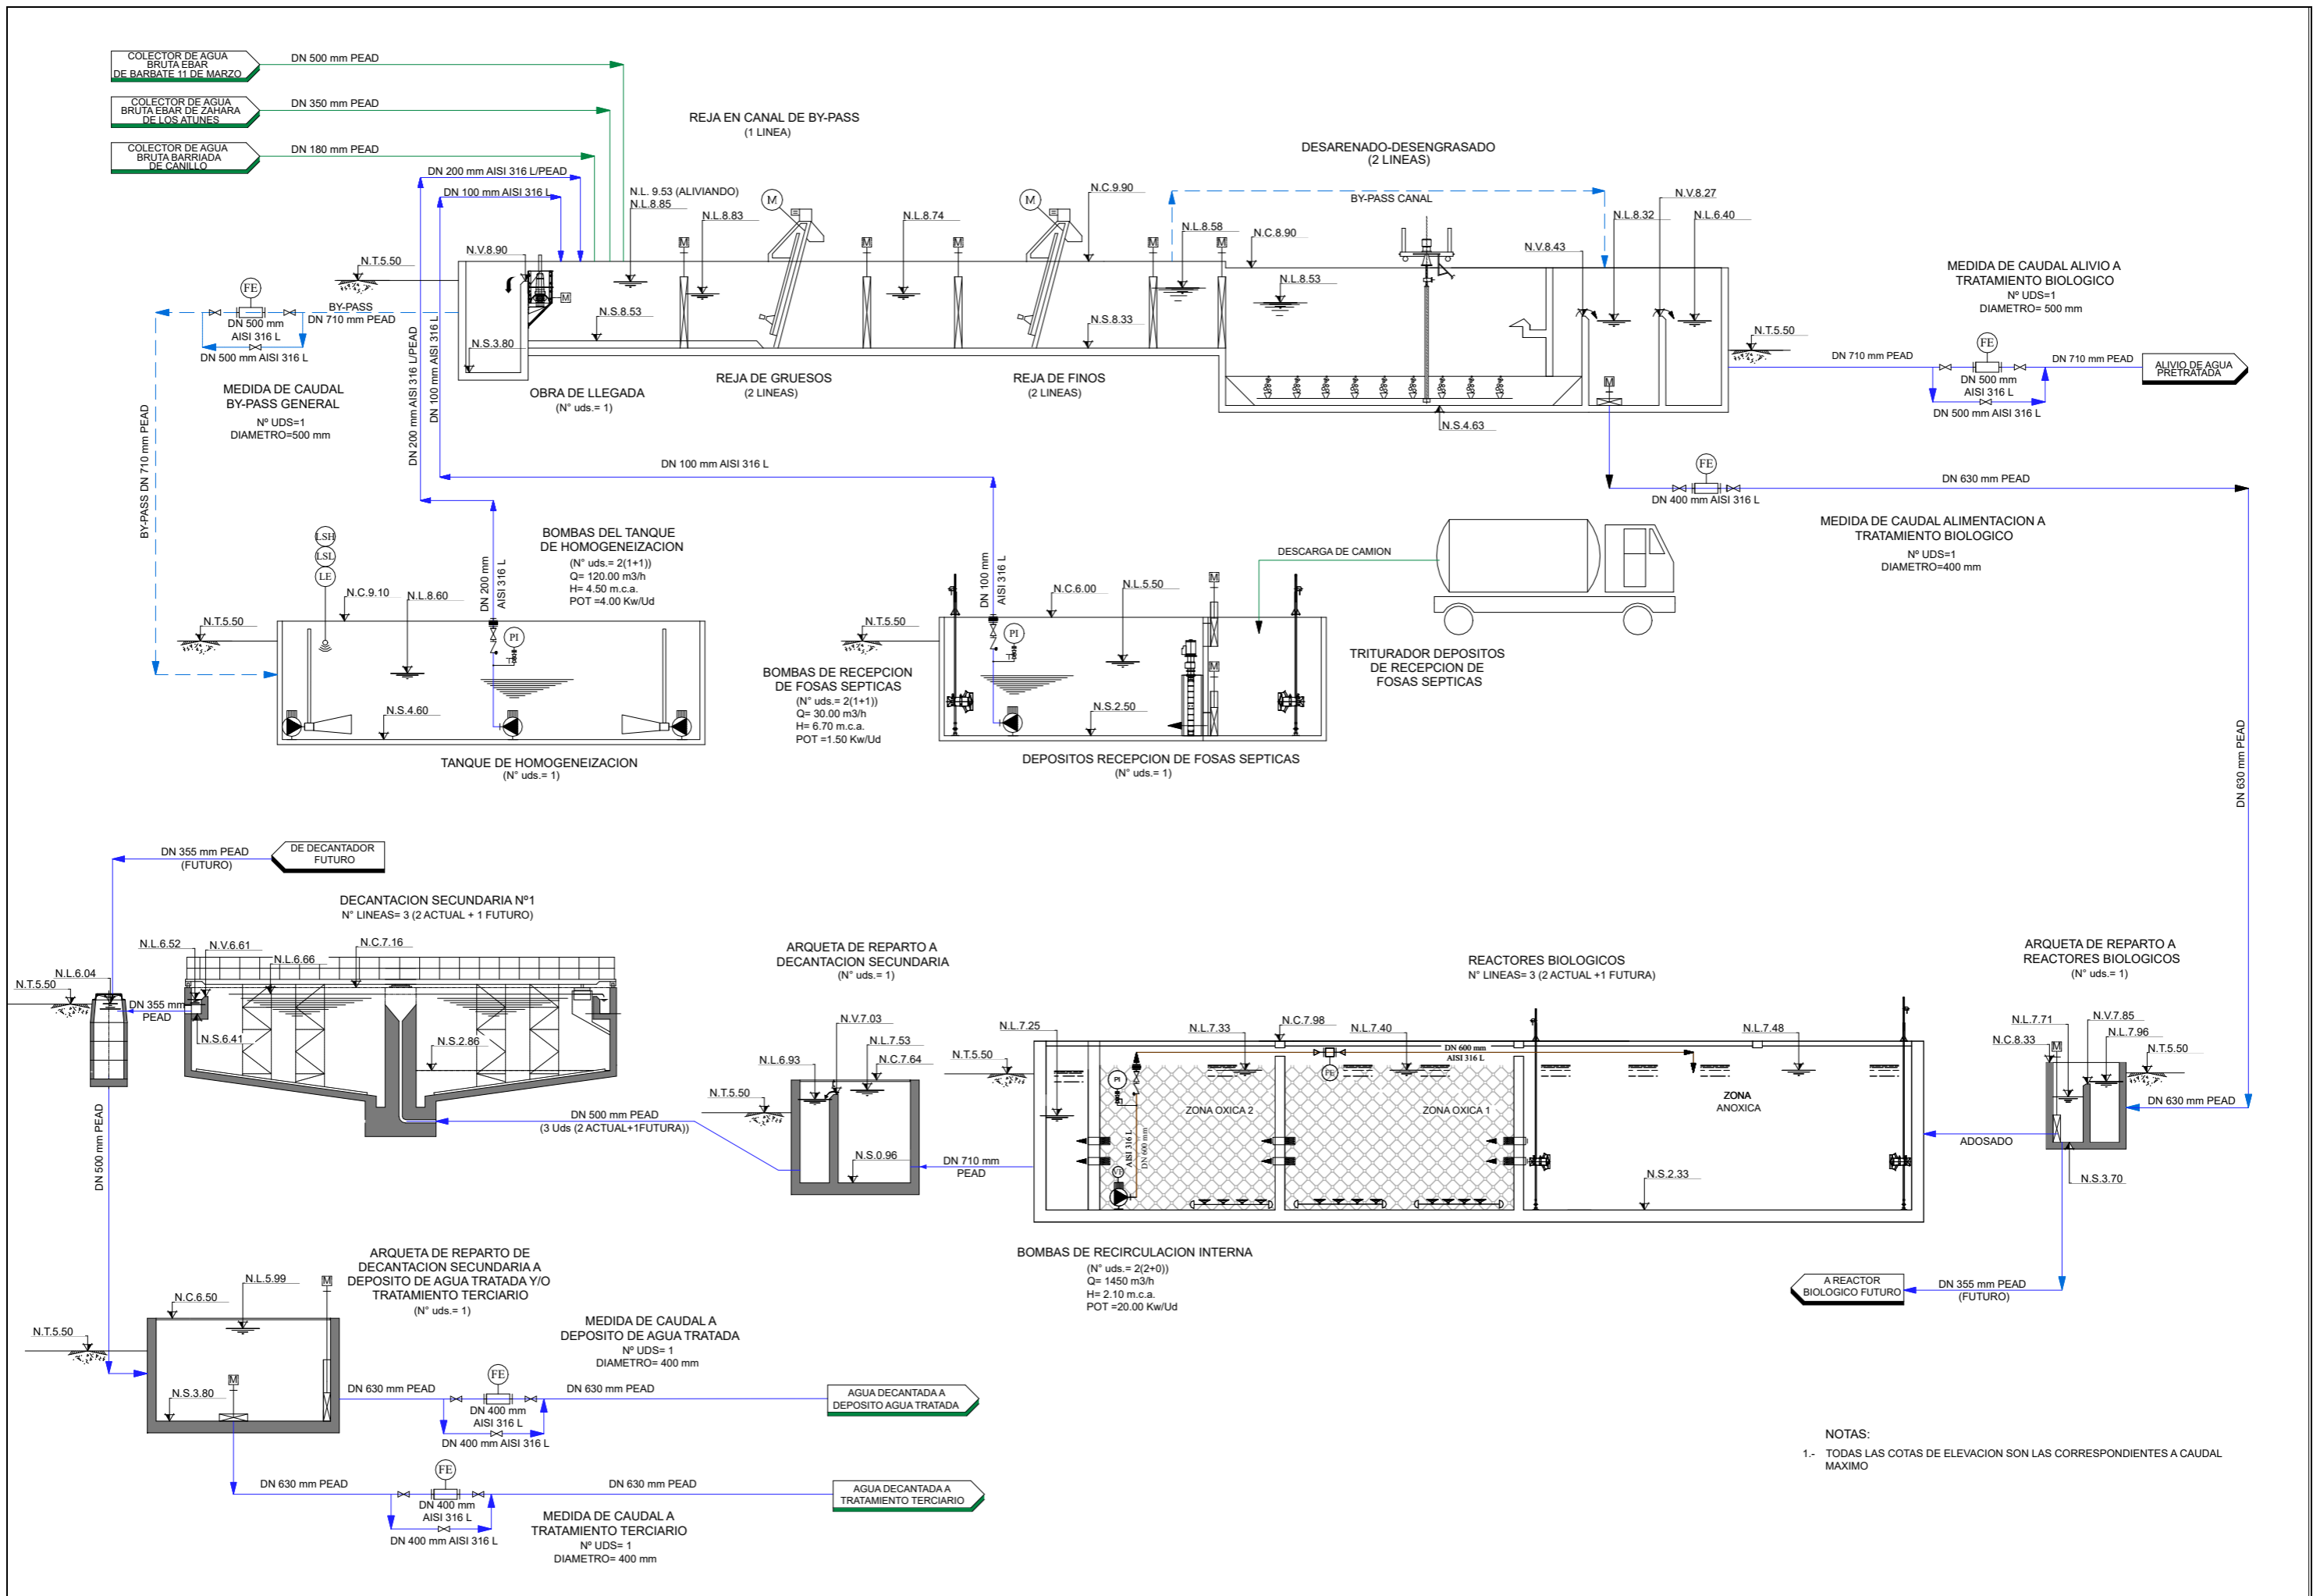 COLECTOR DE AGUA
BRUTA EBAR
DE BARBATE 11 DE MARZO
DN 500 mm PEAD
COLECTOR DE AGUA
BRUTA EBAR DE ZAHARA
DE LOS ATUNES
DN 350 mm PEAD
COLECTOR DE AGUA
BRUTA BARRIADA
DE CANILLO
DN 180 mm PEAD
DN 200 mm AISI 316 L/PEAD
DN 100 mm AISI 316 L
REJA EN CANAL DE BY-PASS
(1 LINEA)
DESARENADO-DESENGRASADO
(2 LINEAS)
BY-PASS CANAL
N.L. 9.53 (ALIVIANDO)
N.L.8.85
N.L.8.83
M
N.L.8.74
M
N.C.9.90
N.L.8.58
N.C.8.90
N.L.8.53
N.V.8.43
N.L.8.32
N.V.8.27
N.L.6.40
N.V.8.90
N.T.5.50
M
M
M
M
M
M
M
N.S.8.53
N.S.8.33
N.S.3.80
N.S.4.63
FE
BY-PASS
DN 710 mm PEAD
DN 500 mm
AISI 316 L
DN 500 mm AISI 316 L
MEDIDA DE CAUDAL
BY-PASS GENERAL
Nº UDS=1
DIAMETRO=500 mm
BY-PASS DN 710 mm PEAD
DN 200 mm AISI 316 L/PEAD
DN 100 mm AISI 316 L
OBRA DE LLEGADA
(N° uds.= 1)
REJA DE GRUESOS
(2 LINEAS)
REJA DE FINOS
(2 LINEAS)
MEDIDA DE CAUDAL ALIVIO A
TRATAMIENTO BIOLOGICO
Nº UDS=1
DIAMETRO= 500 mm
N.T.5.50
DN 710 mm PEAD
FE
DN 710 mm PEAD
DN 500 mm
AISI 316 L
DN 500 mm AISI 316 L
ALIVIO DE AGUA
PRETRATADA
DN 100 mm AISI 316 L
FE
DN 400 mm AISI 316 L
DN 630 mm PEAD
MEDIDA DE CAUDAL ALIMENTACION A
TRATAMIENTO BIOLOGICO
Nº UDS=1
DIAMETRO=400 mm
DN 630 mm PEAD
LSH
LSL
LE
BOMBAS DEL TANQUE
DE HOMOGENEIZACION
(N° uds.= 2(1+1))
Q= 120.00 m3/h
H= 4.50 m.c.a.
POT =4.00 Kw/Ud
DN 200 mm
AISI 316 L
PI
N.C.9.10
N.L.8.60
N.T.5.50
N.S.4.60
TANQUE DE HOMOGENEIZACION
(N° uds.= 1)
DN 100 mm
AISI 316 L
PI
N.C.6.00
N.L.5.50
N.T.5.50
M
M
DESCARGA DE CAMION
BOMBAS DE RECEPCION
DE FOSAS SEPTICAS
(N° uds.= 2(1+1))
Q= 30.00 m3/h
H= 6.70 m.c.a.
POT =1.50 Kw/Ud
N.S.2.50
TRITURADOR DEPOSITOS
DE RECEPCION DE
FOSAS SEPTICAS
DEPOSITOS RECEPCION DE FOSAS SEPTICAS
(N° uds.= 1)
DN 355 mm PEAD
(FUTURO)
DE DECANTADOR
FUTURO
DECANTACION SECUNDARIA Nº1
N° LINEAS= 3 (2 ACTUAL + 1 FUTURO)
N.L.6.52
N.V.6.61
N.C.7.16
N.L.6.66
N.L.6.04
N.T.5.50
DN 355 mm
PEAD
N.S.6.41
N.S.2.86
DN 500 mm PEAD
(3 Uds (2 ACTUAL+1FUTURA))
DN 500 mm PEAD
ARQUETA DE REPARTO A
DECANTACION SECUNDARIA
(N° uds.= 1)
N.V.7.03
N.L.7.53
N.L.6.93
N.C.7.64
N.T.5.50
N.S.0.96
DN 710 mm
PEAD
REACTORES BIOLOGICOS
N° LINEAS= 3 (2 ACTUAL +1 FUTURA)
N.L.7.25
N.T.5.50
N.L.7.33
N.C.7.98
N.L.7.40
N.L.7.48
DN 600 mm
AISI 316 L
FE
PI
VF
AISI 316 L
DN 600 mm
ZONA OXICA 2
ZONA OXICA 1
ZONA
ANOXICA
N.S.2.33
ARQUETA DE REPARTO A
REACTORES BIOLOGICOS
(N° uds.= 1)
N.L.7.71
N.V.7.85
N.L.7.96
N.C.8.33
M
N.T.5.50
DN 630 mm PEAD
ADOSADO
N.S.3.70
A REACTOR
BIOLOGICO FUTURO
DN 355 mm PEAD
(FUTURO)
BOMBAS DE RECIRCULACION INTERNA
(N° uds.= 2(2+0))
Q= 1450 m3/h
H= 2.10 m.c.a.
POT =20.00 Kw/Ud
ARQUETA DE REPARTO DE
DECANTACION SECUNDARIA A
DEPOSITO DE AGUA TRATADA Y/O
TRATAMIENTO TERCIARIO
(N° uds.= 1)
N.L.5.99
M
N.C.6.50
N.T.5.50
M
N.S.3.80
MEDIDA DE CAUDAL A
DEPOSITO DE AGUA TRATADA
Nº UDS= 1
DIAMETRO= 400 mm
DN 630 mm PEAD
FE
DN 630 mm PEAD
DN 400 mm
AISI 316 L
DN 400 mm AISI 316 L
AGUA DECANTADA A
DEPOSITO AGUA TRATADA
DN 630 mm PEAD
FE
DN 630 mm PEAD
DN 400 mm
AISI 316 L
DN 400 mm AISI 316 L
AGUA DECANTADA A
TRATAMIENTO TERCIARIO
MEDIDA DE CAUDAL A
TRATAMIENTO TERCIARIO
Nº UDS= 1
DIAMETRO= 400 mm
NOTAS:
1.- TODAS LAS COTAS DE ELEVACION SON LAS CORRESPONDIENTES A CAUDAL
MAXIMO